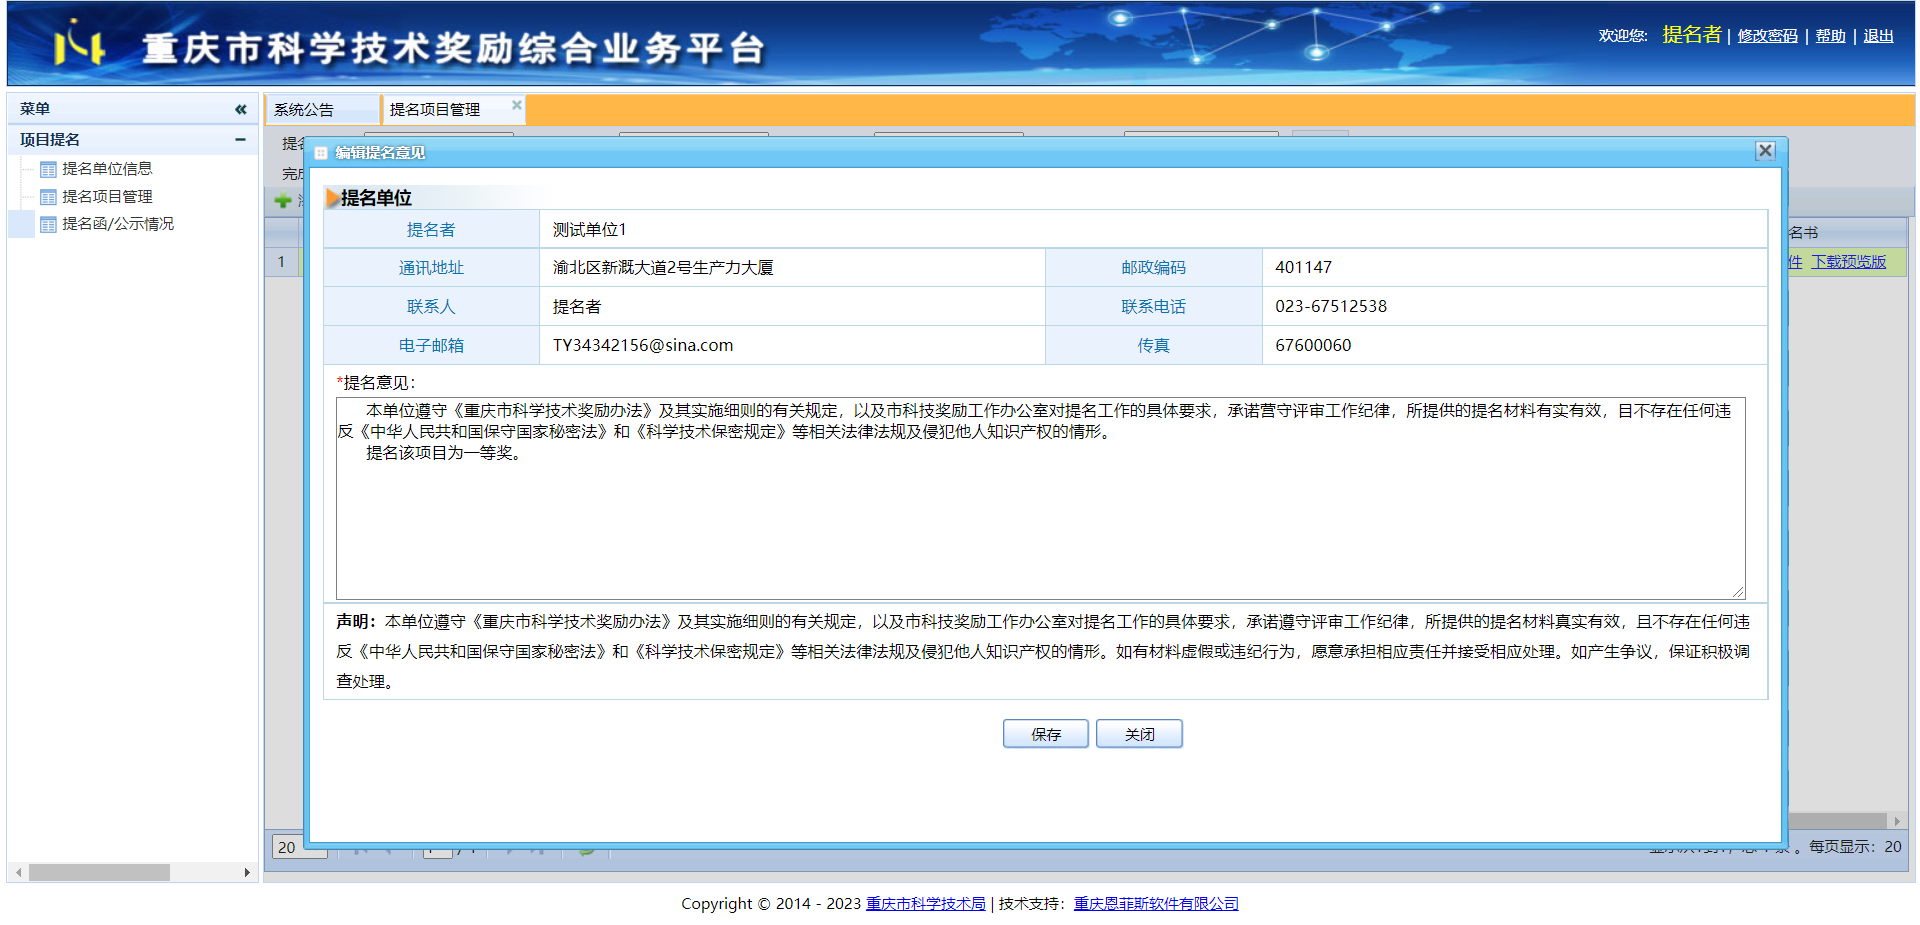 重庆市科学技术奖励综合业务平台
欢迎您: 提名者 | 修改密码 | 帮助 | 退出
菜单
系统公告 提名项目管理
项目提名
提名单位信息
提名项目管理
提名函/公示情况
编辑提名意见
提名单位
提名者 测试单位1
通讯地址 渝北区新溉大道2号生产力大厦 邮政编码 401147
联系人 提名者 联系电话 023-67512538
电子邮箱 TY34342156@sina.com 传真 67600060
*提名意见:
本单位遵守《重庆市科学技术奖励办法》及其实施细则的有关规定，以及市科技奖励工作办公室对提名工作的具体要求，承诺营守评审工作纪律，所提供的提名材料有实有效，目不存在任何违
反《中华人民共和国保守国家秘密法》和《科学技术保密规定》等相关法律法规及侵犯他人知识产权的情形。
提名该项目为一等奖。
声明：本单位遵守《重庆市科学技术奖励办法》及其实施细则的有关规定，以及市科技奖励工作办公室对提名工作的具体要求，承诺遵守评审工作纪律，所提供的提名材料真实有效，且不存在任何违
反《中华人民共和国保守国家秘密法》和《科学技术保密规定》等相关法律法规及侵犯他人知识产权的情形。如有材料虚假或违纪行为，愿意承担相应责任并接受相应处理。如产生争议，保证积极调
查处理。
保存 关闭
名书
1 件 下载预览版
20 每页显示：20
Copyright © 2014 - 2023 重庆市科学技术局 | 技术支持：重庆恩菲斯软件有限公司